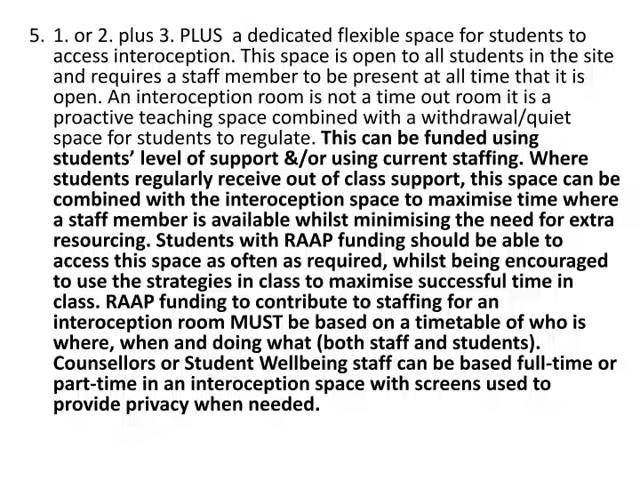 5. 1. or 2. plus 3. PLUS  a dedicated flexible space for students to
access interoception. This space is open to all students in the site
and requires a staff member to be present at all time that it is
open. An interoception room is not a time out room it is a
proactive teaching space combined with a withdrawal/quiet
space for students to regulate. This can be funded using
students’ level of support &/or using current staffing. Where
students regularly receive out of class support, this space can be
combined with the interoception space to maximise time where
a staff member is available whilst minimising the need for extra
resourcing. Students with RAAP funding should be able to
access this space as often as required, whilst being encouraged
to use the strategies in class to maximise successful time in
class. RAAP funding to contribute to staffing for an
interoception room MUST be based on a timetable of who is
where, when and doing what (both staff and students).
Counsellors or Student Wellbeing staff can be based full-time or
part-time in an interoception space with screens used to
provide privacy when needed.